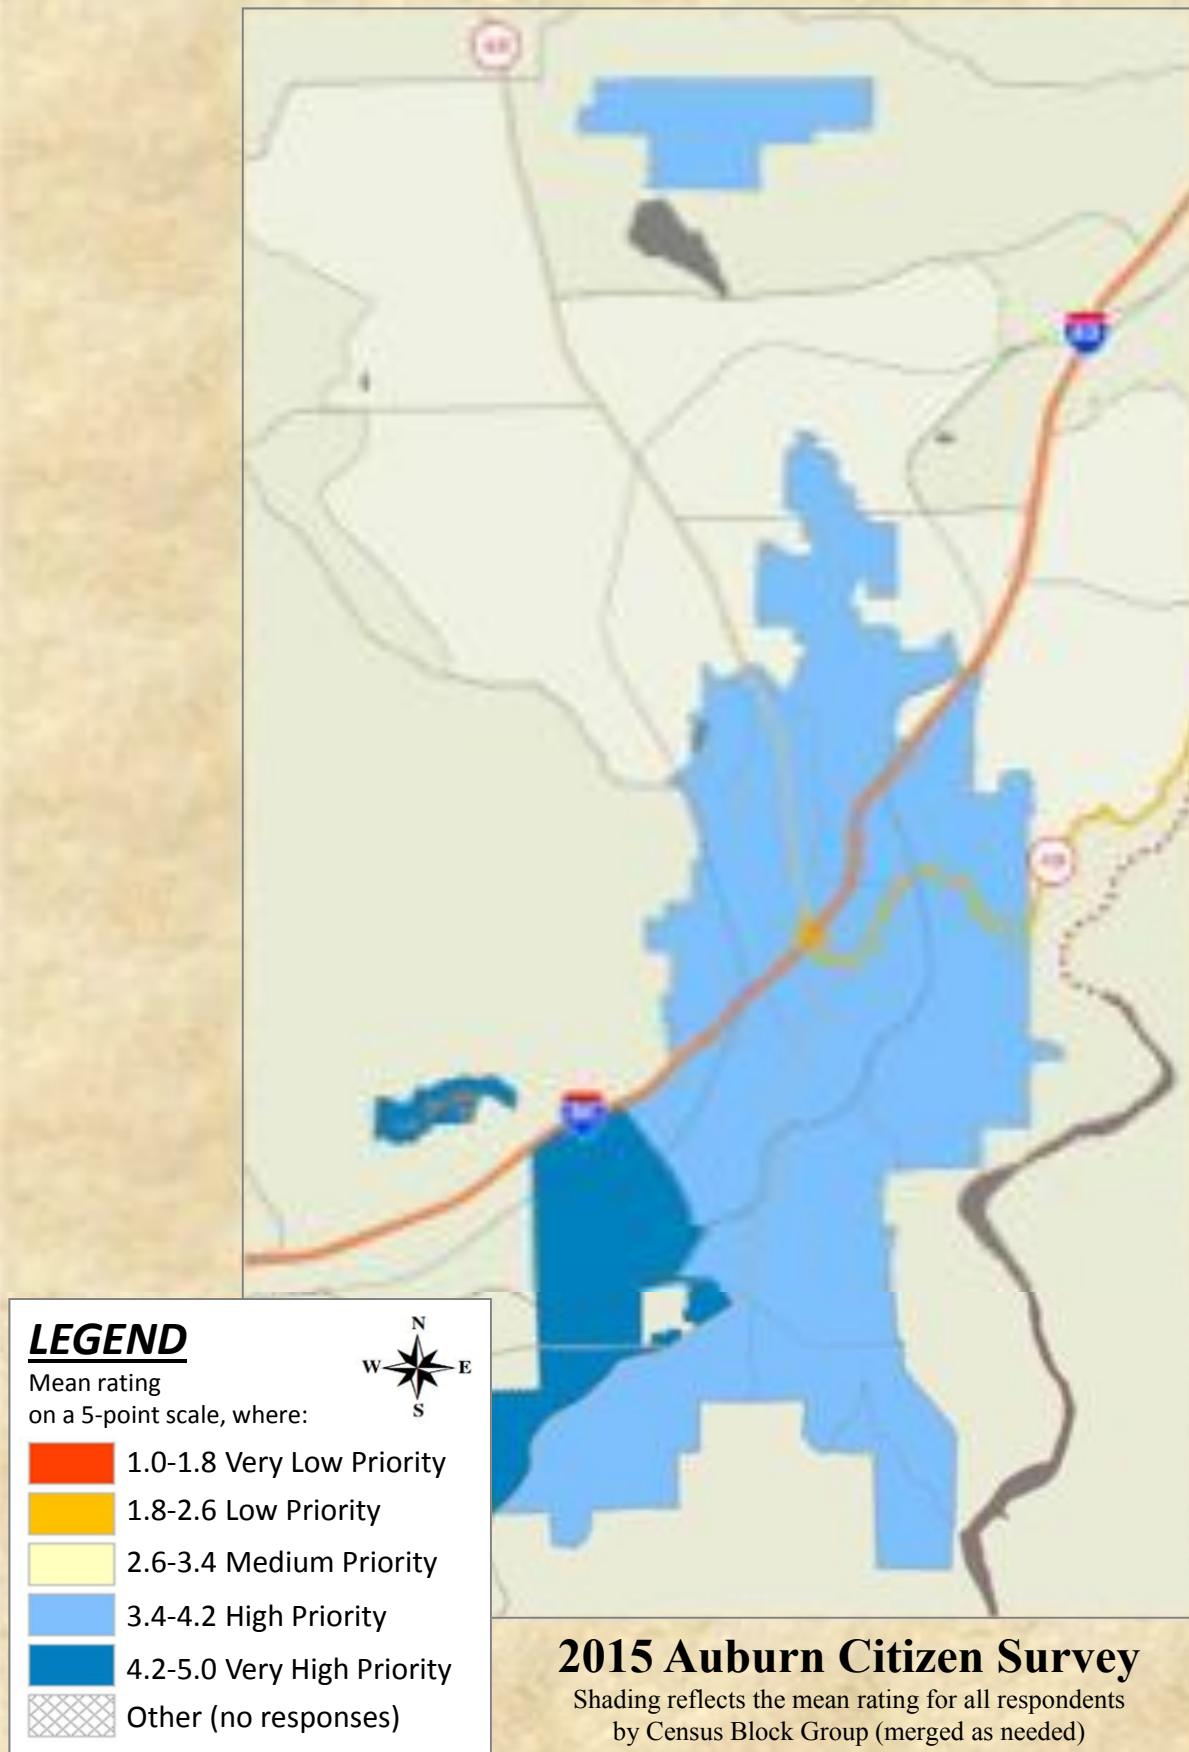 LEGEND
Mean rating
on a 5-point scale, where:
N
W
E
S
1.0-1.8 Very Low Priority
1.8-2.6 Low Priority
2.6-3.4 Medium Priority
3.4-4.2 High Priority
4.2-5.0 Very High Priority
Other (no responses)
2015 Auburn Citizen Survey
Shading reflects the mean rating for all respondents
by Census Block Group (merged as needed)